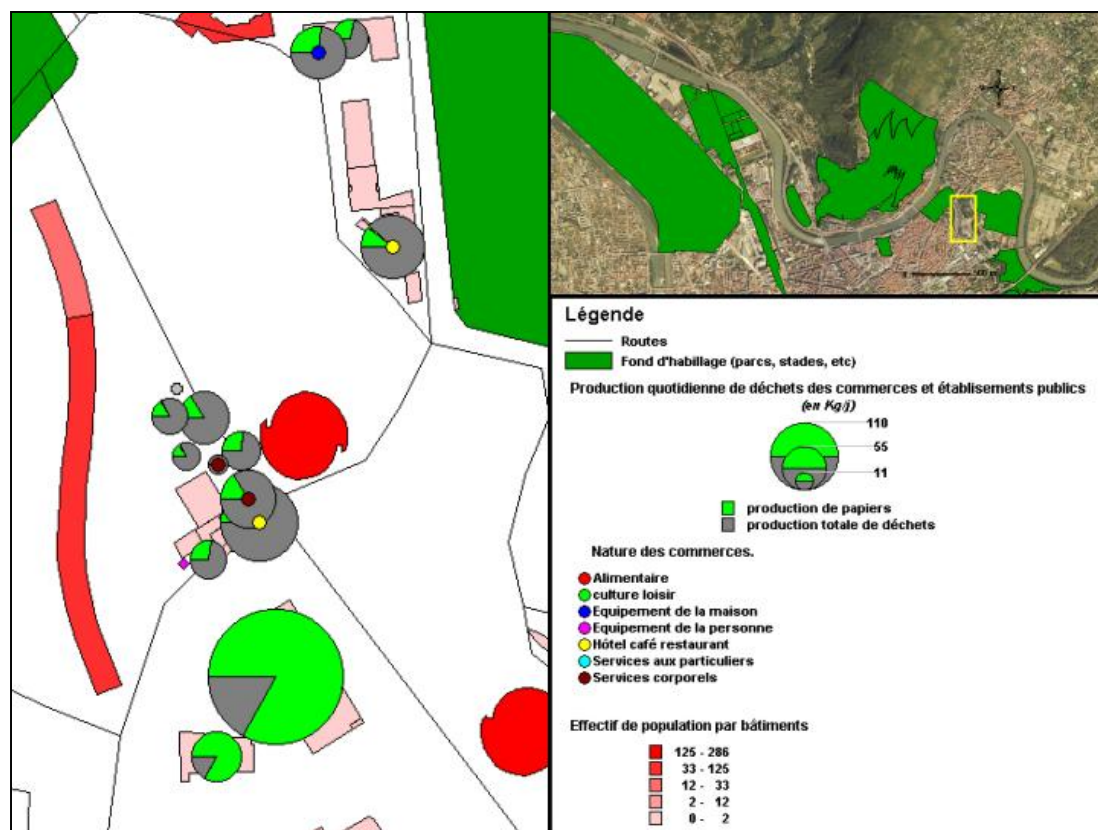 Légende
Routes
Fond d'habillage (parcs, stades, etc)
Production quotidienne de déchets des commerces et établisements publics
(en Kg/j)
110
55
11
production de papiers
production totale de déchets
Nature des commerces.
Alimentaire
culture loisir
Equipement de la maison
Equipement de la personne
Hôtel café restaurant
Services aux particuliers
Services corporels
Effectif de population par bâtiments
125 - 286
33 - 125
12 - 33
2 - 12
0 - 2